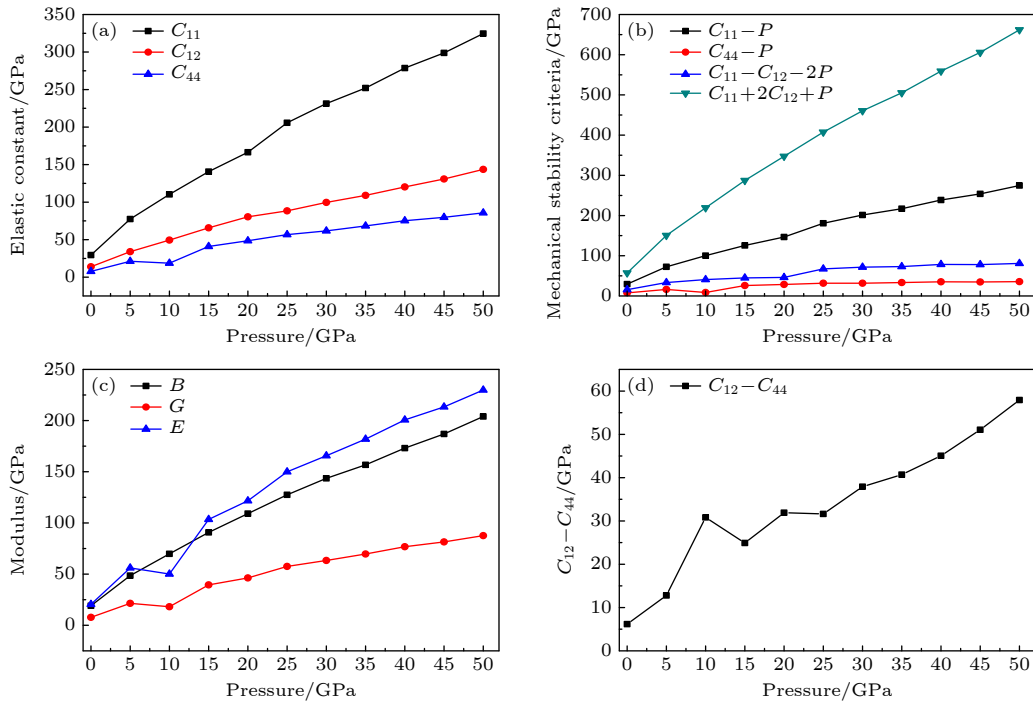 (a)
C₁₁
C₁₂
C₄₄
Elastic constant/GPa
350
300
250
200
150
100
50
0
0 5 10 15 20 25 30 35 40 45 50
Pressure/GPa
(b)
C₁₁−P
C₄₄−P
C₁₁−C₁₂−2P
C₁₁+2C₁₂+P
Mechanical stability criteria/GPa
700
600
500
400
300
200
100
0
0 5 10 15 20 25 30 35 40 45 50
Pressure/GPa
(c)
B
G
E
Modulus/GPa
250
200
150
100
50
0
0 5 10 15 20 25 30 35 40 45 50
Pressure/GPa
(d)
C₁₂−C₄₄
C₁₂−C₄₄/GPa
60
50
40
30
20
10
0
0 5 10 15 20 25 30 35 40 45 50
Pressure/GPa